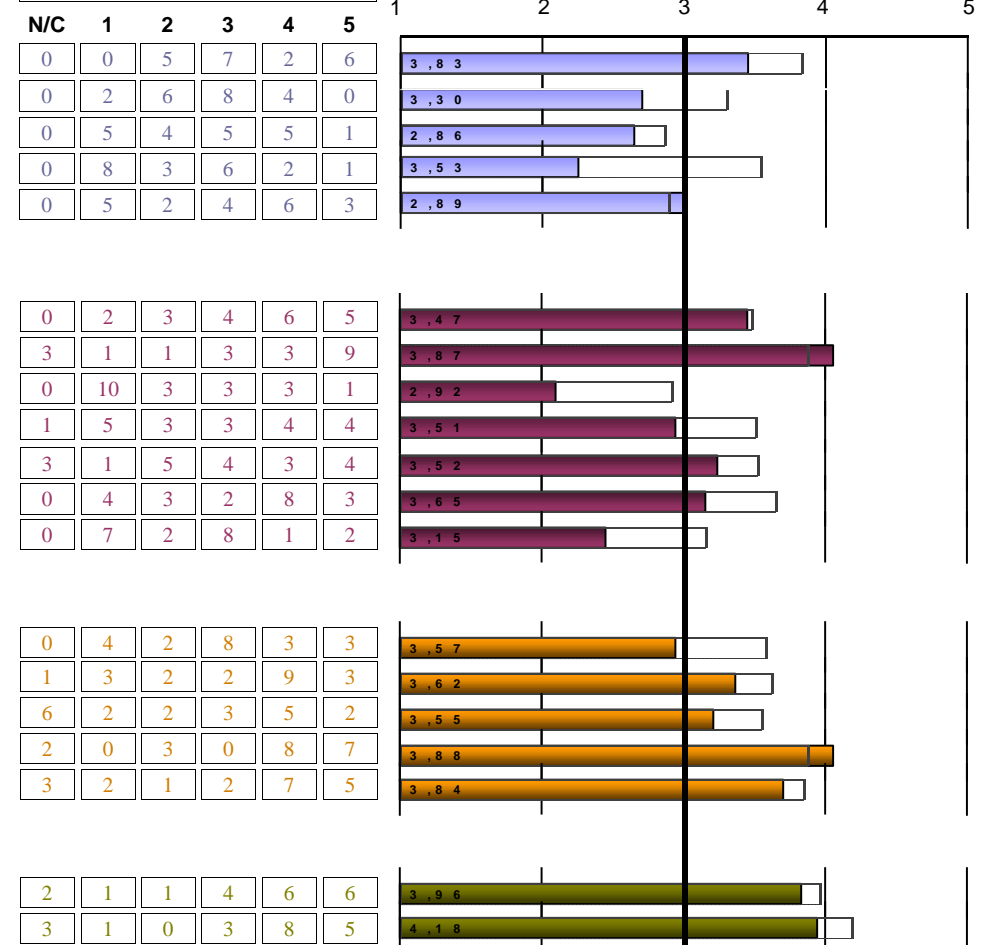 1 2 3 4 5
N/C 1 2 3 4 5
0 0 5 7 2 6 3,83
0 2 6 8 4 0 3,30
0 5 4 5 5 1 2,86
0 8 3 6 2 1 3,53
0 5 2 4 6 3 2,89
0 2 3 4 6 5 3,47
3 1 1 3 3 9 3,87
0 10 3 3 3 1 2,92
1 5 3 3 4 4 3,51
3 1 5 4 3 4 3,52
0 4 3 2 8 3 3,65
0 7 2 8 1 2 3,15
0 4 2 8 3 3 3,57
1 3 2 2 9 3 3,62
6 2 2 3 5 2 3,55
2 0 3 0 8 7 3,88
3 2 1 2 7 5 3,84
2 1 1 4 6 6 3,96
3 1 0 3 8 5 4,18